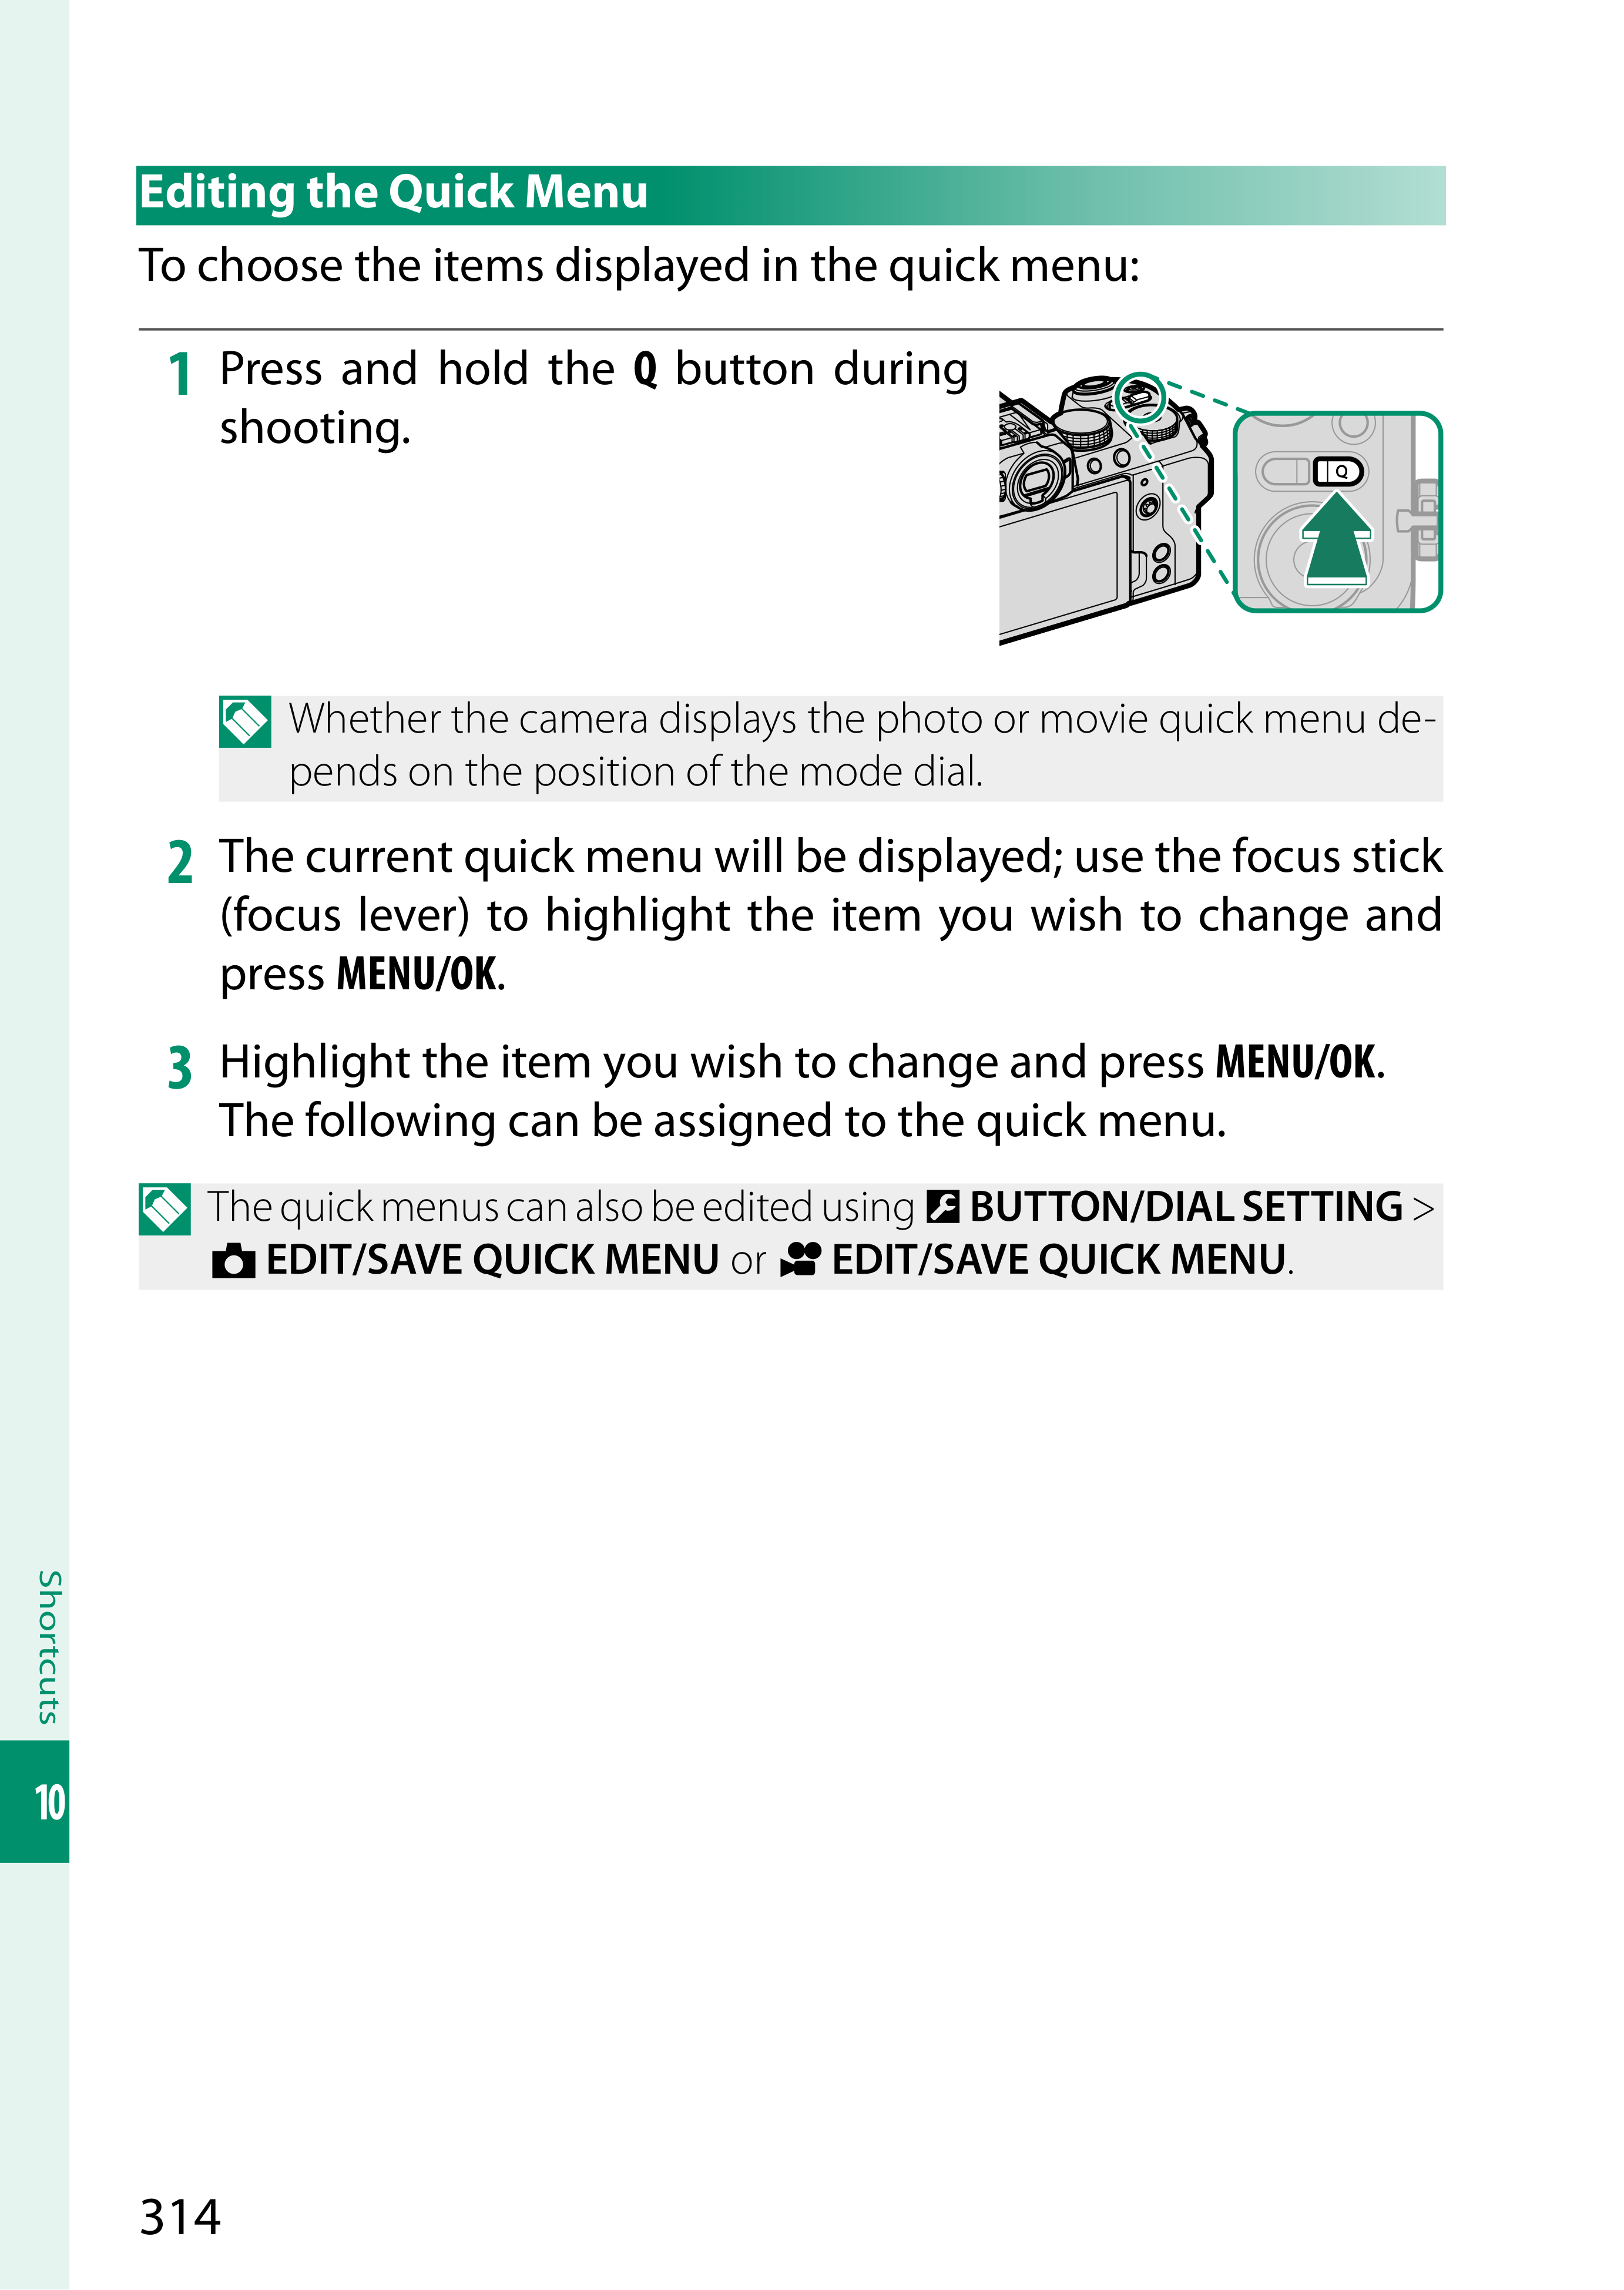 Editing the Quick Menu
To choose the items displayed in the quick menu:
1 Press and hold the Q button during
shooting.
Q
Whether the camera displays the photo or movie quick menu de-
pends on the position of the mode dial.
2 The current quick menu will be displayed; use the focus stick
(focus lever) to highlight the item you wish to change and
press MENU/OK.
3 Highlight the item you wish to change and press MENU/OK.
The following can be assigned to the quick menu.
The quick menus can also be edited using BUTTON/DIAL SETTING >
EDIT/SAVE QUICK MENU or EDIT/SAVE QUICK MENU.
Shortcuts
10
314